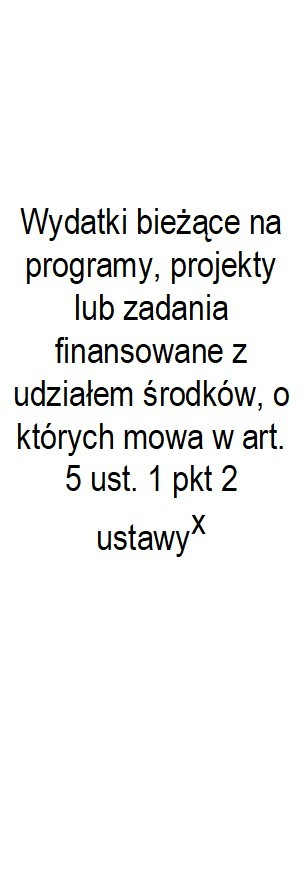 Wydatki bieżące na
programy, projekty
lub zadania
finansowane z
udziałem środków, o
których mowa w art.
5 ust. 1 pkt 2
ustawyx